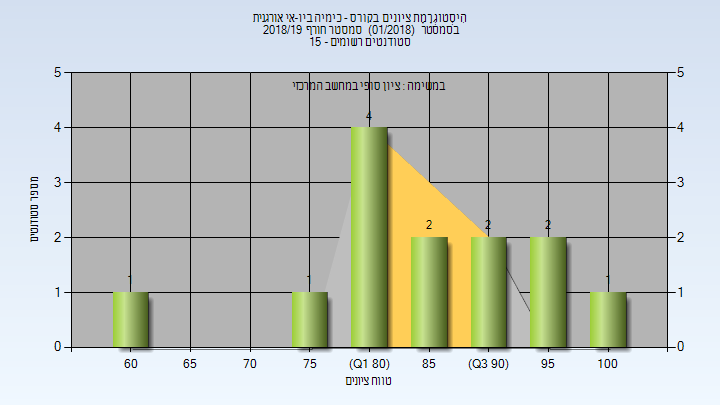 היסטוגרמת ציונים בקורס - כימיה ביו-אי אורגנית
בסמסטר (01/2018) סמסטר חורף 2018/19
סטודנטים רשומים - 15
במשימה : ציון סופי במחשב המרכזי
5 5
4 4 4
3 3
2 2 2 2 2
1 1 1 1 1
0 0
מספר סטודנטים
60 65 70 75 (Q1 80) 85 (Q3 90) 95 100
טווח ציונים